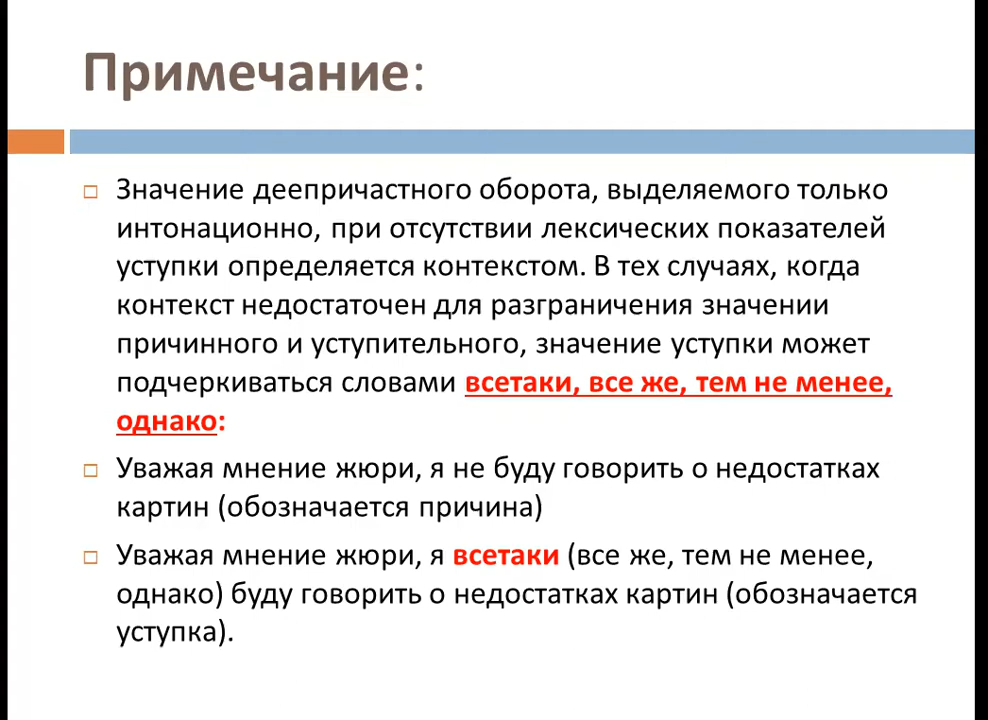 Примечание:
Значение деепричастного оборота, выделяемого только
интонационно, при отсутствии лексических показателей
уступки определяется контекстом. В тех случаях, когда
контекст недостаточен для разграничения значении
причинного и уступительного, значение уступки может
подчеркиваться словами всетаки, все же, тем не менее,
однако:
Уважая мнение жюри, я не буду говорить о недостатках
картин (обозначается причина)
Уважая мнение жюри, я всетаки (все же, тем не менее,
однако) буду говорить о недостатках картин (обозначается
уступка).